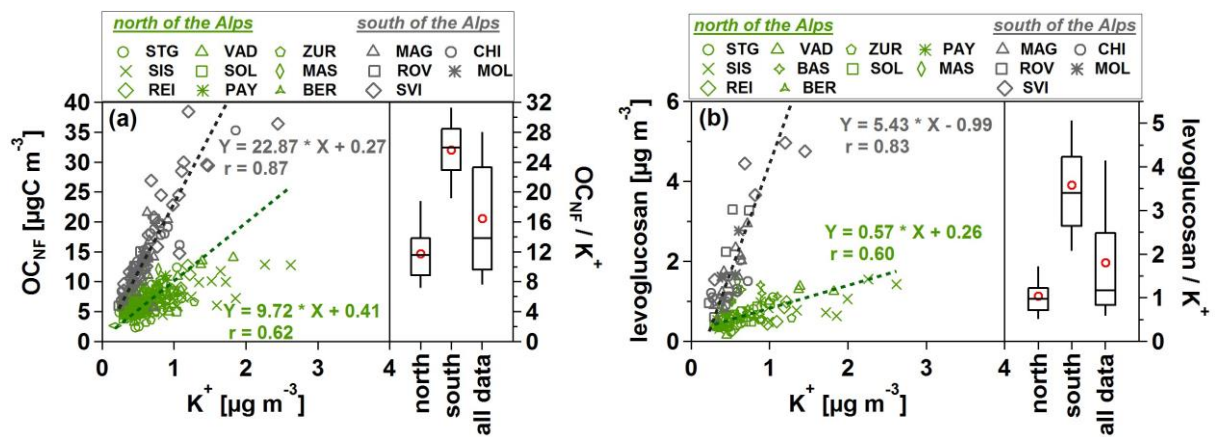 north of the Alps south of the Alps
STG VAD ZUR MAG CHI
SIS SOL MAS ROV MOL
REI PAY BER SVI
(a)
40
35
30
25
20
15
10
5
0
OC_NF [µgC m⁻³]
Y = 22.87 * X + 0.27
r = 0.87
Y = 9.72 * X + 0.41
r = 0.62
0 1 2 3 4
K⁺ [µg m⁻³]
north
south
all data
32
28
24
20
16
12
8
4
0
OC_NF / K⁺
north of the Alps south of the Alps
STG VAD ZUR PAY MAG CHI
SIS BAS SOL MAS ROV MOL
REI BER SVI
(b)
6
4
2
0
levoglucosan [µg m⁻³]
Y = 5.43 * X - 0.99
r = 0.83
Y = 0.57 * X + 0.26
r = 0.60
0 1 2 3 4
K⁺ [µg m⁻³]
north
south
all data
5
4
3
2
1
0
levoglucosan / K⁺